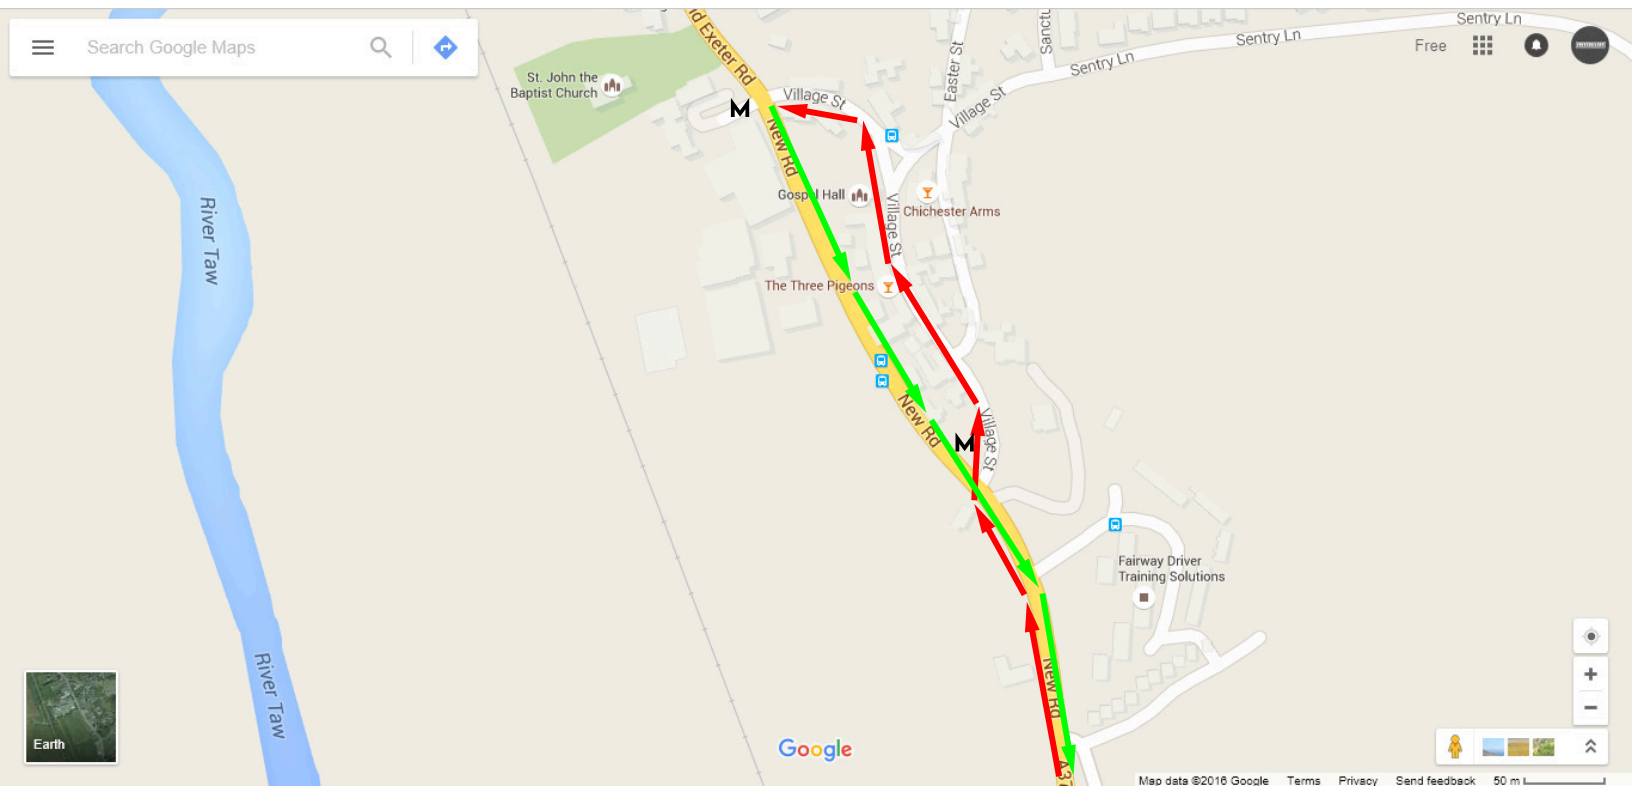 Search Google Maps
d Exeter Rd
Sanctu
Sentry Ln
Sentry Ln
Sentry Ln
Free
St. John the
Baptist Church
M
Village St
Easter St
Village St
New Rd
Gospel Hall
Village St
Chichester Arms
River Taw
The Three Pigeons
New Rd
M
Village St
Fairway Driver
Training Solutions
River Taw
New Rd
A3
Earth
Google
Map data ©2016 Google Terms Privacy Send feedback 50 m